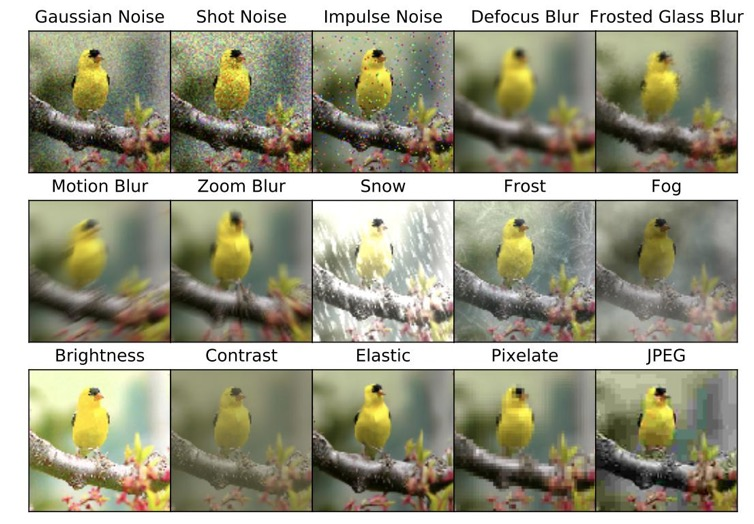 Gaussian Noise Shot Noise Impulse Noise Defocus Blur Frosted Glass Blur
Motion Blur Zoom Blur Snow Frost Fog
Brightness Contrast Elastic Pixelate JPEG